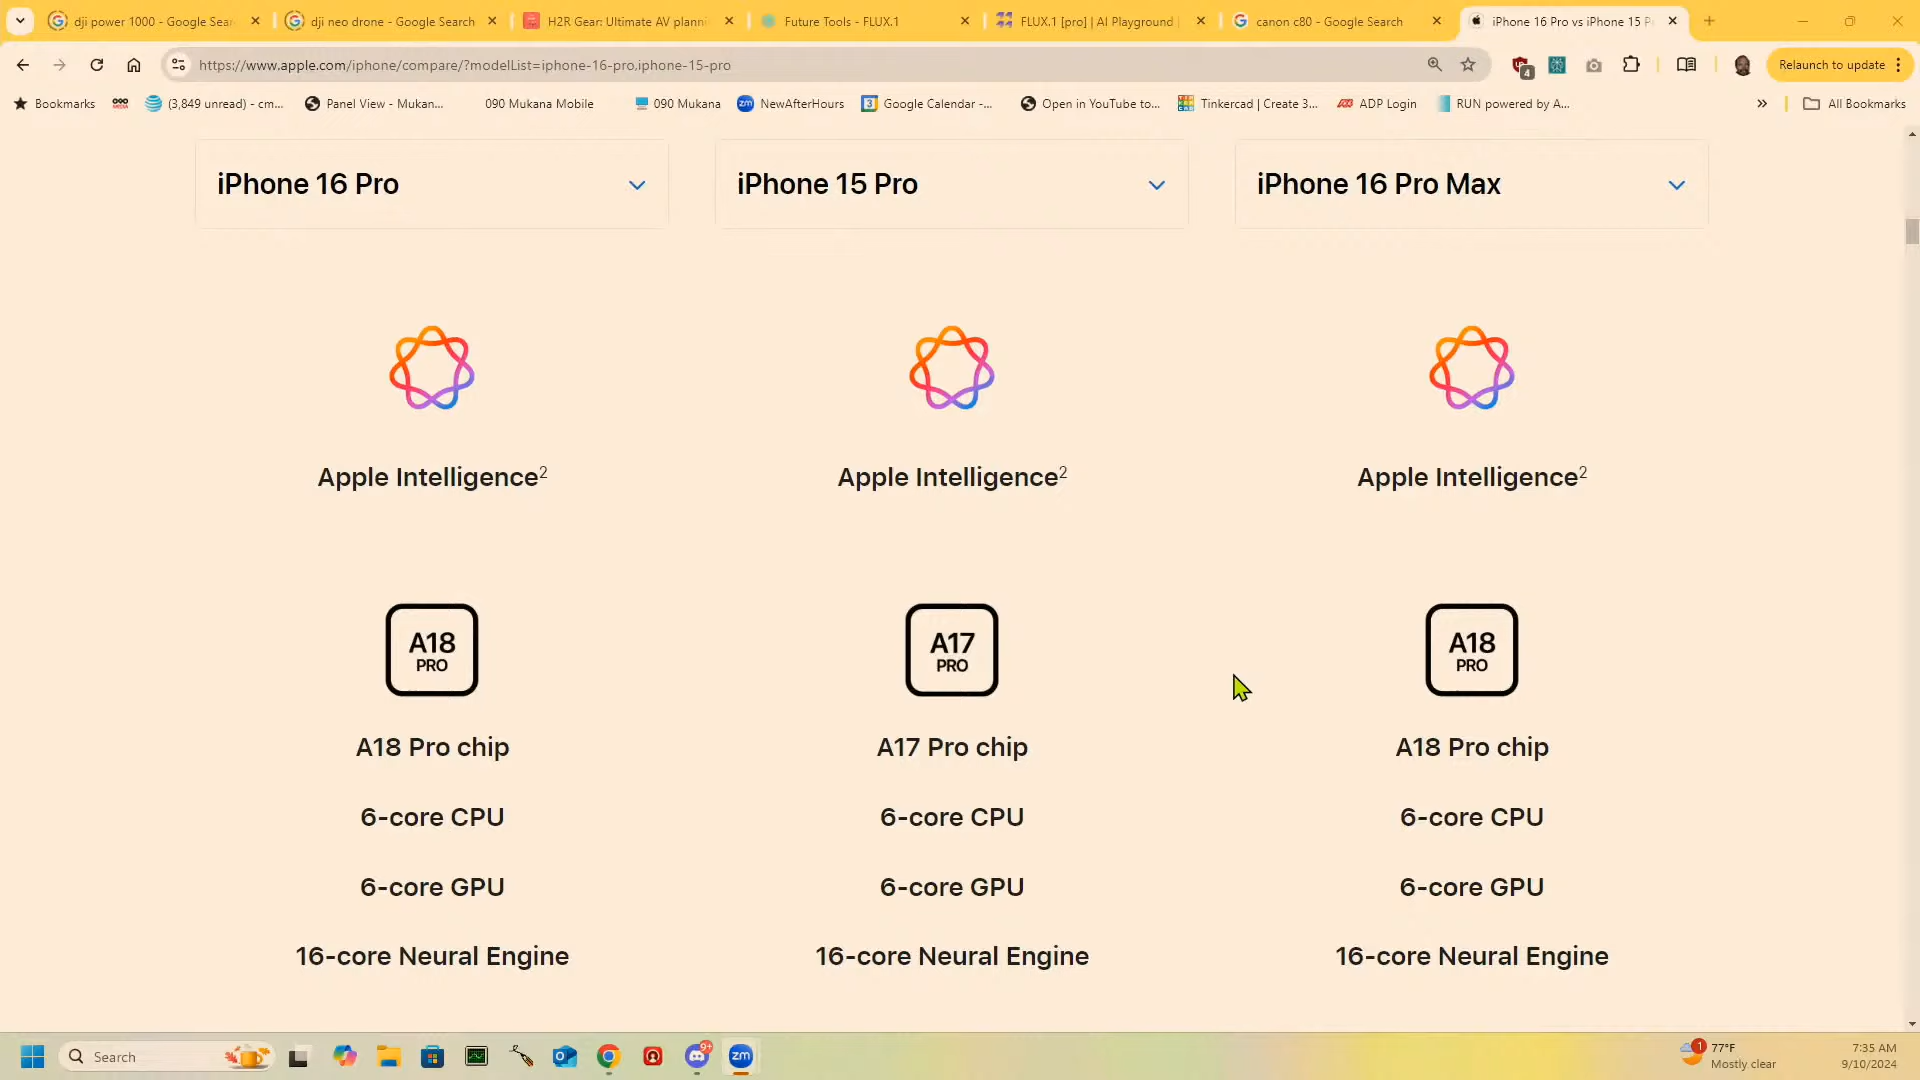 dji power 1000 - Google Sear
dji neo drone - Google Search
H2R Gear: Ultimate AV planni
Future Tools - FLUX.1
FLUX.1 [pro] | AI Playground
canon c80 - Google Search
iPhone 16 Pro vs iPhone 15 P
https://www.apple.com/iphone/compare/?modelList=iphone-16-pro,iphone-15-pro
4
Relaunch to update
Bookmarks
(3,849 unread) - cm...
Panel View - Mukan...
090 Mukana Mobile
090 Mukana
zm
NewAfterHours
3
Google Calendar -...
Open in YouTube to...
Tinkercad | Create 3...
ADP Login
RUN powered by A...
All Bookmarks
iPhone 16 Pro
iPhone 15 Pro
iPhone 16 Pro Max
Apple Intelligence²
Apple Intelligence²
Apple Intelligence²
A18
PRO
A17
PRO
A18
PRO
A18 Pro chip
A17 Pro chip
A18 Pro chip
6-core CPU
6-core CPU
6-core CPU
6-core GPU
6-core GPU
6-core GPU
16-core Neural Engine
16-core Neural Engine
16-core Neural Engine
Search
9+
zm
1
77°F
Mostly clear
7:35 AM
9/10/2024